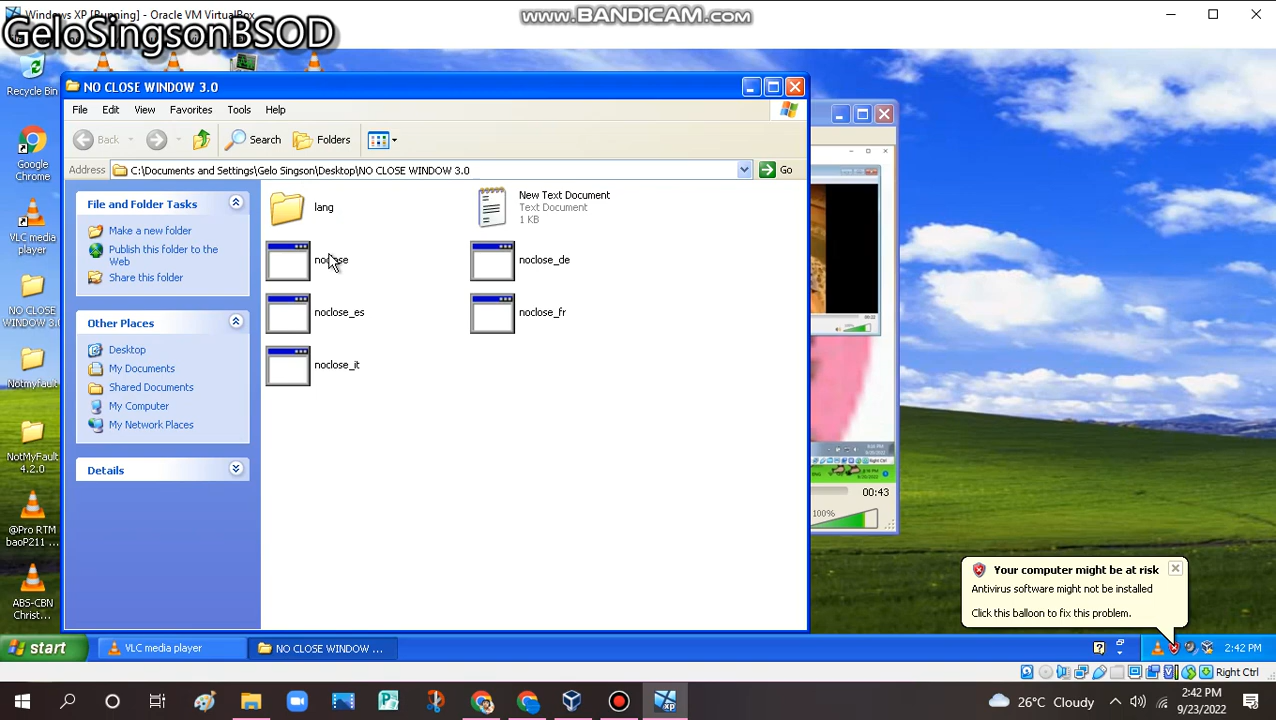 Windows XP [Running] - Oracle VM VirtualBox
www.BANDICAM.com
GeloSingsonBSOD
Recycle Bin
Google
Chrome
VLC media
player
NO CLOSE
WINDOW 3.0
Notmyfault
NotMyFault
4.2.0
@Pro RTM
baoP211 ...
ABS-CBN
Christ...
NO CLOSE WINDOW 3.0
File Edit View Favorites Tools Help
Back Search Folders
Address C:\Documents and Settings\Gelo Singson\Desktop\NO CLOSE WINDOW 3.0 Go
File and Folder Tasks
Make a new folder
Publish this folder to the
Web
Share this folder
Other Places
Desktop
My Documents
Shared Documents
My Computer
My Network Places
Details
lang
New Text Document
Text Document
1 KB
noclose
noclose_de
noclose_es
noclose_fr
noclose_it
00:43
100%
Your computer might be at risk
Antivirus software might not be installed
Click this balloon to fix this problem.
start
VLC media player
NO CLOSE WINDOW ...
2:42 PM
Right Ctrl
26°C Cloudy
2:42 PM
9/23/2022